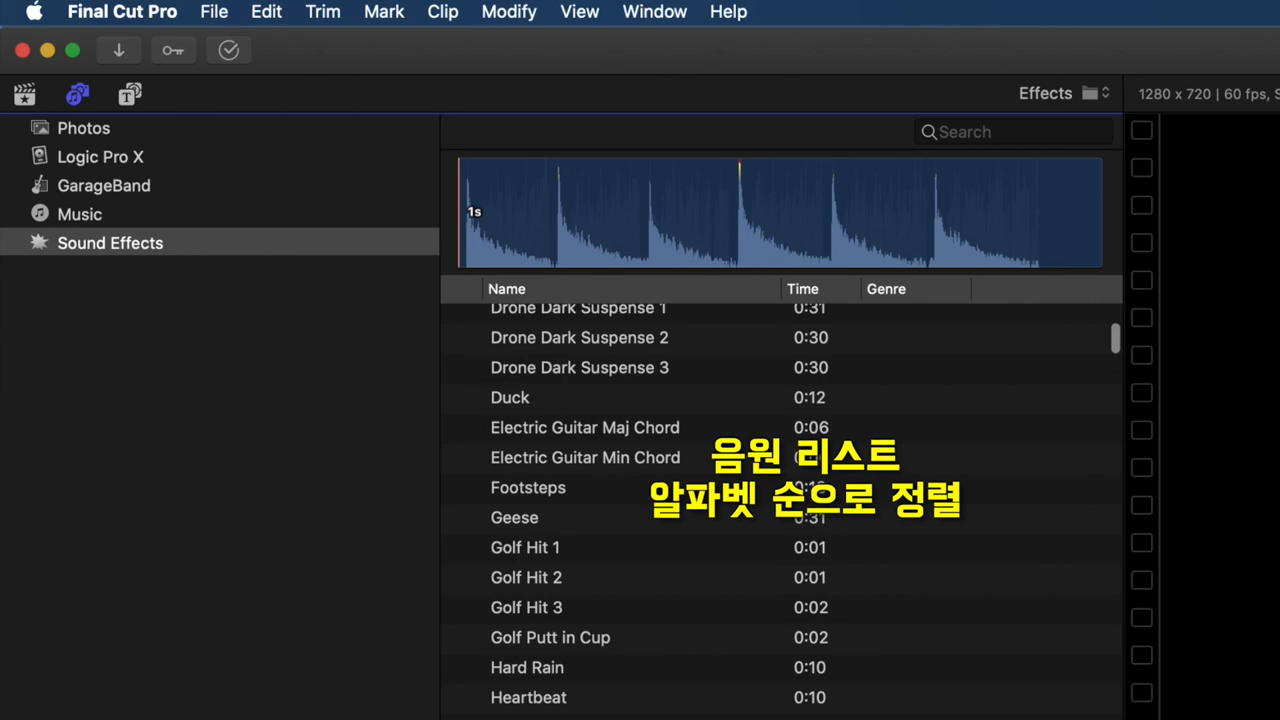 Final Cut Pro File Edit Trim Mark Clip Modify View Window Help
Effects
1280 x 720 | 60 fps, S
Photos
Logic Pro X
GarageBand
Music
Sound Effects
Search
1s
Name Time Genre
Drone Dark Suspense 1 0:31
Drone Dark Suspense 2 0:30
Drone Dark Suspense 3 0:30
Duck 0:12
Electric Guitar Maj Chord 0:06
Electric Guitar Min Chord
Footsteps
Geese 0:31
Golf Hit 1 0:01
Golf Hit 2 0:01
Golf Hit 3 0:02
Golf Putt in Cup 0:02
Hard Rain 0:10
Heartbeat 0:10
음원 리스트
알파벳 순으로 정렬